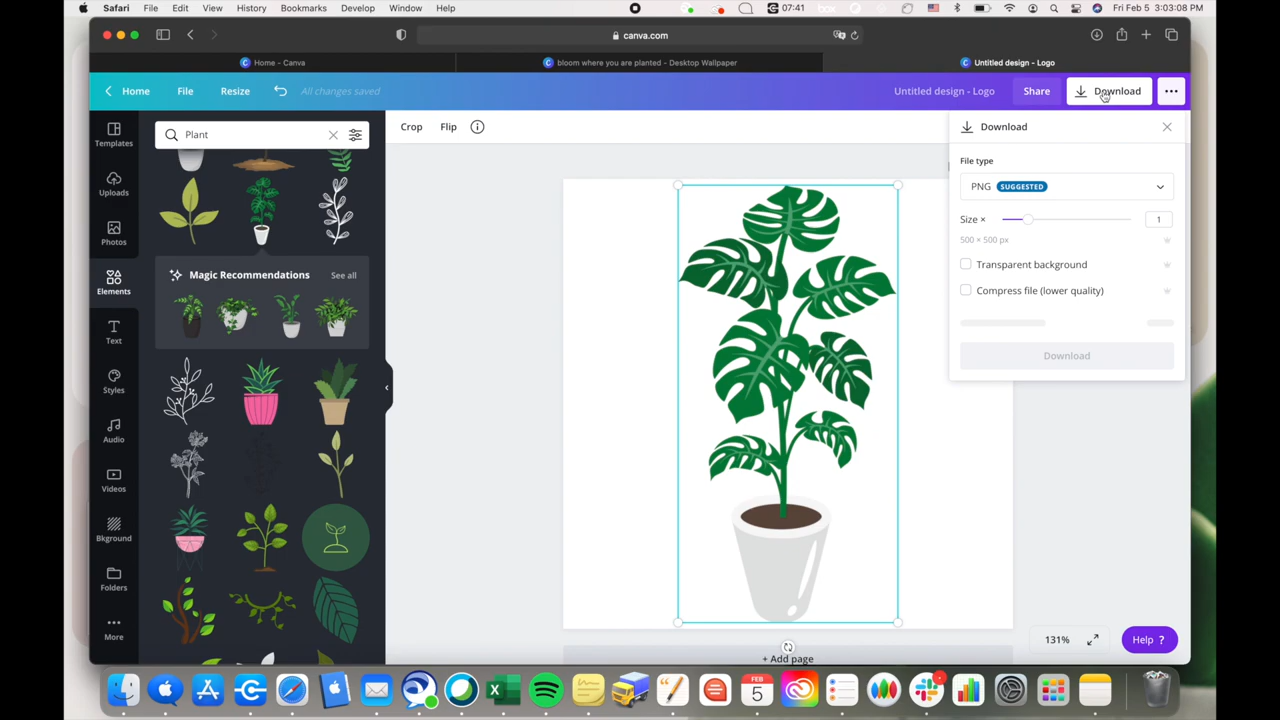 Safari File Edit View History Bookmarks Develop Window Help
07:41 Fri Feb 5 3:03:08 PM
canva.com
Home - Canva
bloom where you are planted - Desktop Wallpaper
Untitled design - Logo
Home File Resize All changes saved
Untitled design - Logo Share Download
Templates
Uploads
Photos
Elements
Text
Styles
Audio
Videos
Bkground
Folders
More
Plant
Magic Recommendations See all
Crop Flip
Download
File type
PNG SUGGESTED
Size × 1
500 × 500 px
Transparent background
Compress file (lower quality)
Download
+ Add page
131%
Help ?
FEB
5